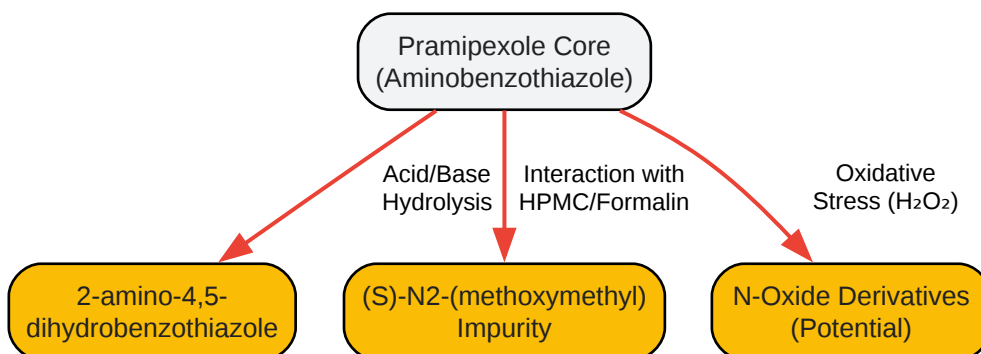 Pramipexole Core
(Aminobenzothiazole)
Acid/Base
Hydrolysis
Interaction with
HPMC/Formalin
Oxidative
Stress (H₂O₂)
2-amino-4,5-
dihydrobenzothiazole
(S)-N2-(methoxymethyl)
Impurity
N-Oxide Derivatives
(Potential)